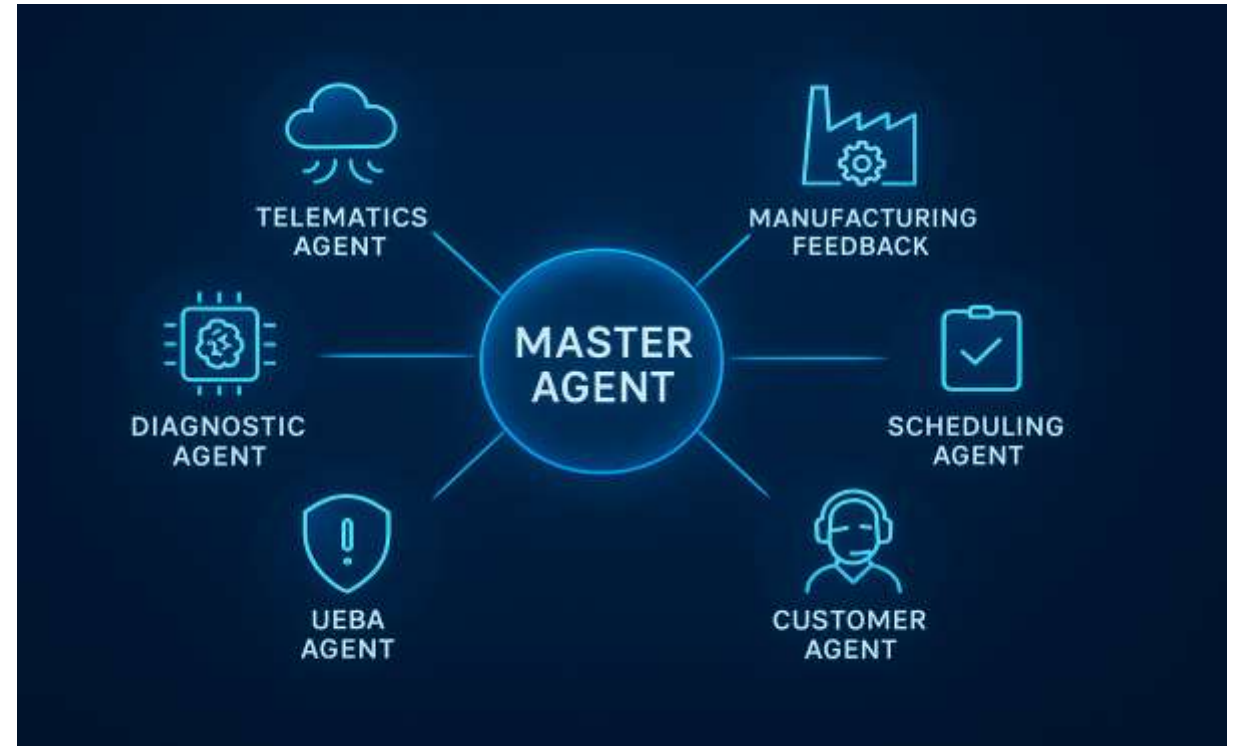 TELEMATICS
AGENT
MANUFACTURING
FEEDBACK
MASTER
AGENT
DIAGNOSTIC
AGENT
SCHEDULING
AGENT
UEBA
AGENT
CUSTOMER
AGENT